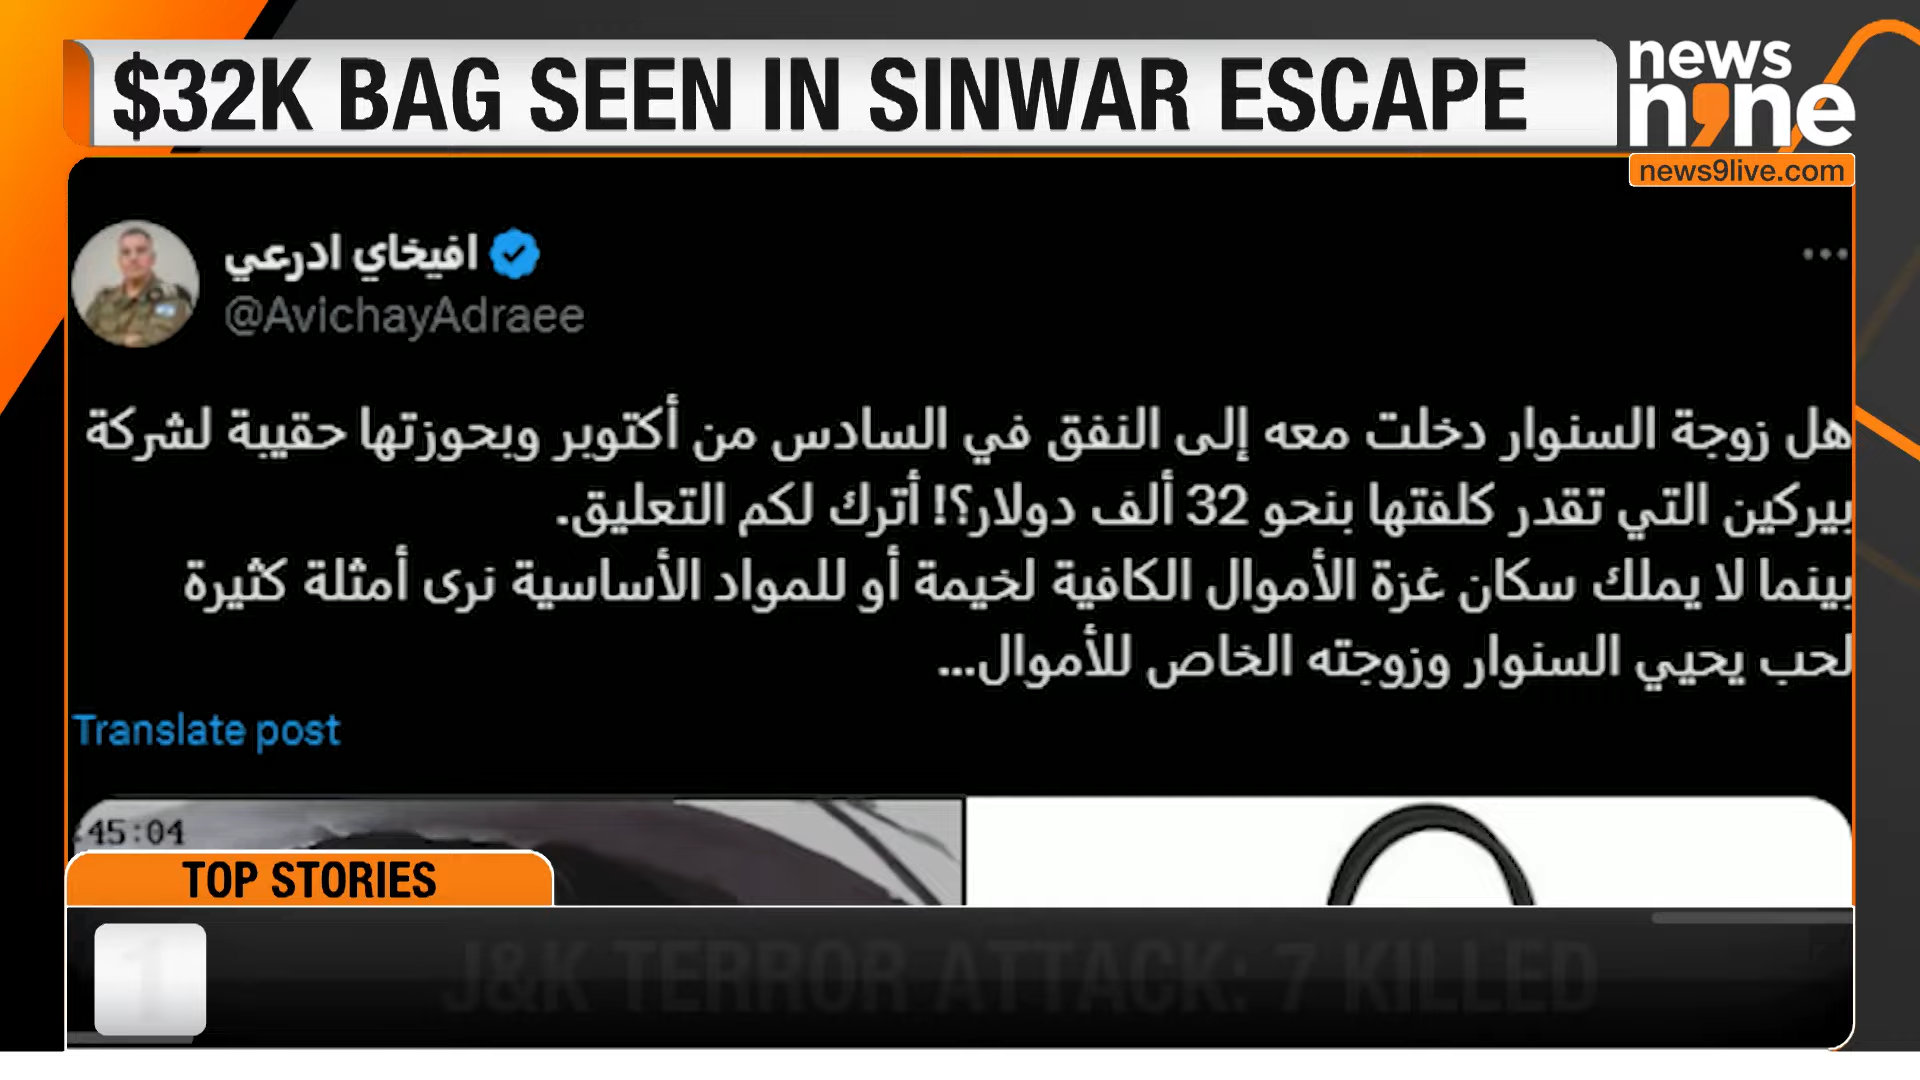 $32K BAG SEEN IN SINWAR ESCAPE
news
nine
news9live.com
افيخاي ادرعي
@AvichayAdraee
هل زوجة السنوار دخلت معه إلى النفق في السادس من أكتوبر وبحوزتها حقيبة لشركة
بيركين التي تقدر كلفتها بنحو 32 ألف دولار؟! أترك لكم التعليق.
بينما لا يملك سكان غزة الأموال الكافية لخيمة أو للمواد الأساسية نرى أمثلة كثيرة
لحب يحيي السنوار وزوجته الخاص للأموال...
Translate post
:45:04
TOP STORIES
1
J&K TERROR ATTACK: 7 KILLED